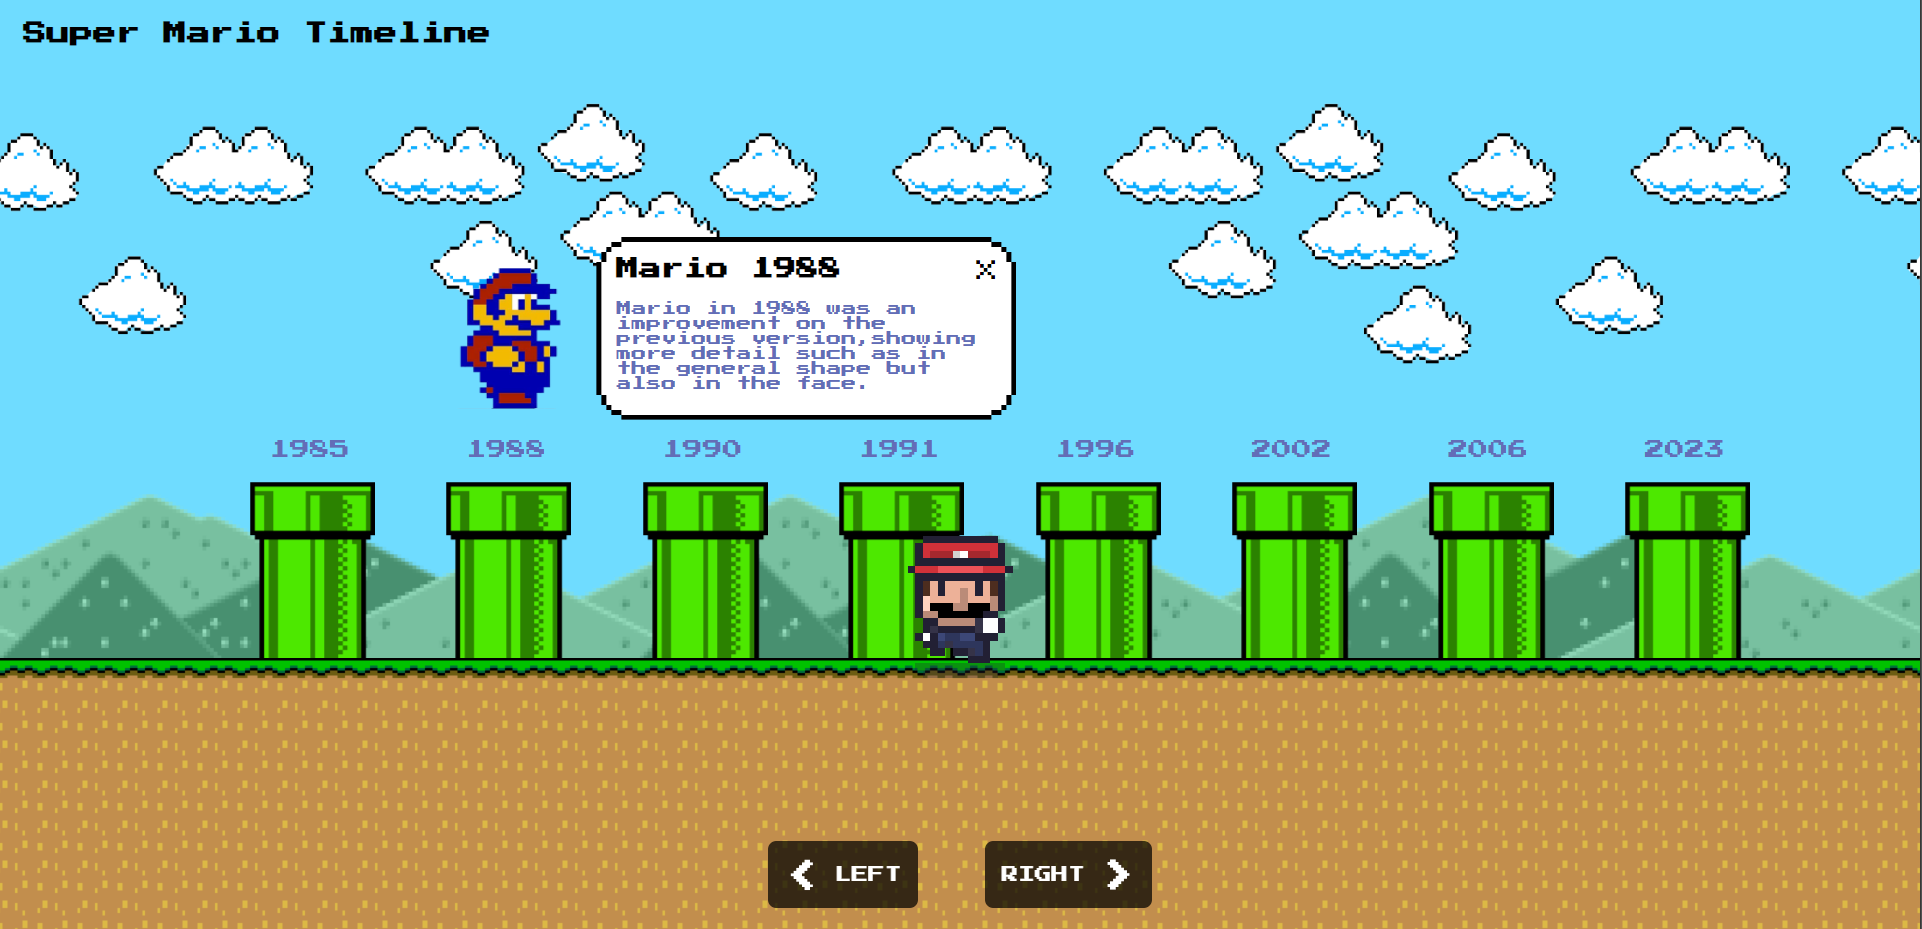 Super Mario Timeline
Mario 1988
Mario in 1988 was an
improvement on the
previous version,showing
more detail such as in
the general shape but
also in the face.
1985 1988 1990 1991 1996 2002 2006 2023
LEFT RIGHT